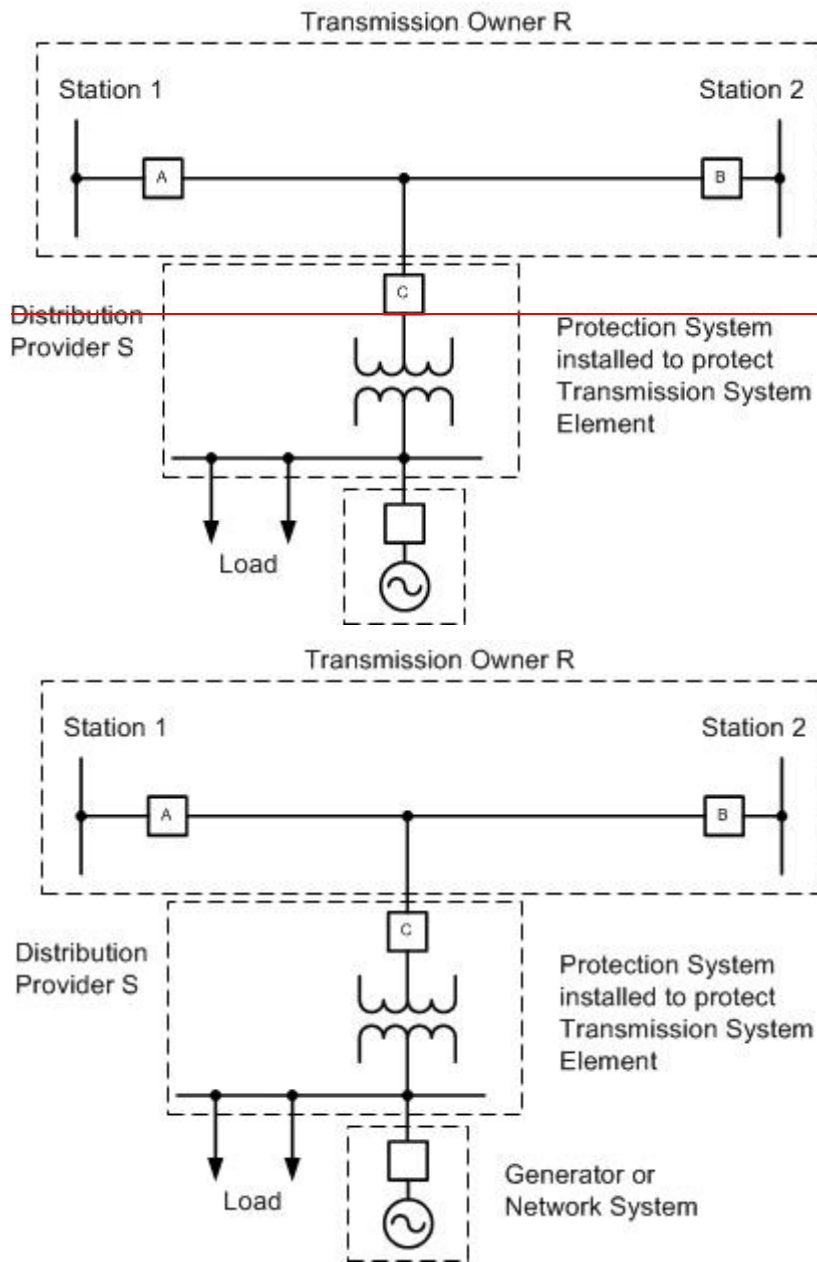 Transmission Owner R
Station 1
Station 2
A
B
C
Distribution
Provider S
Protection System
installed to protect
Transmission System
Element
Load
Transmission Owner R
Station 1
Station 2
A
B
C
Distribution
Provider S
Protection System
installed to protect
Transmission System
Element
Load
Generator or
Network System